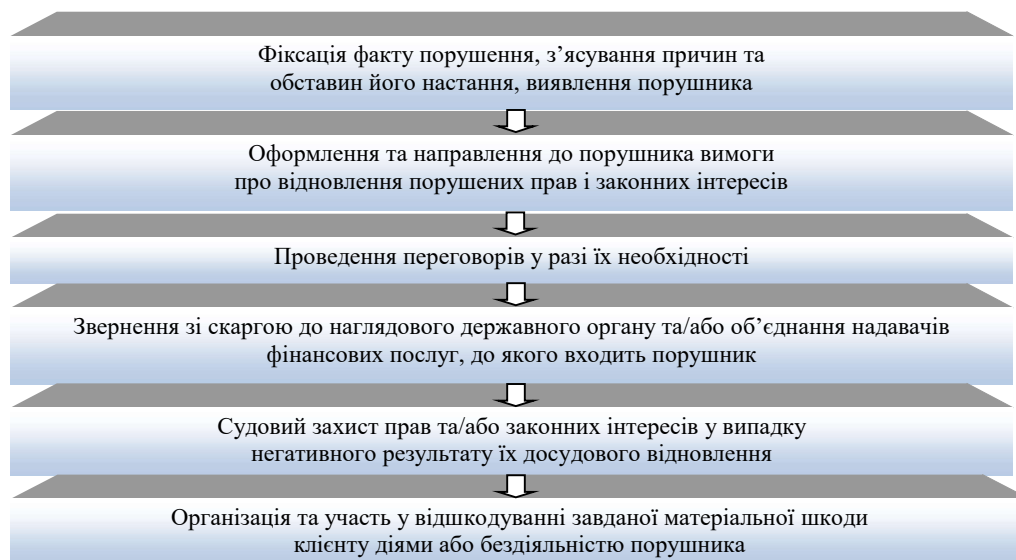 Фіксація факту порушення, з’ясування причин та
обставин його настання, виявлення порушника
Оформлення та направлення до порушника вимоги
про відновлення порушених прав і законних інтересів
Проведення переговорів у разі їх необхідності
Звернення зі скаргою до наглядового державного органу та/або об’єднання надавачів
фінансових послуг, до якого входить порушник
Судовий захист прав та/або законних інтересів у випадку
негативного результату їх досудового відновлення
Організація та участь у відшкодуванні завданої матеріальної шкоди
клієнту діями або бездіяльністю порушника